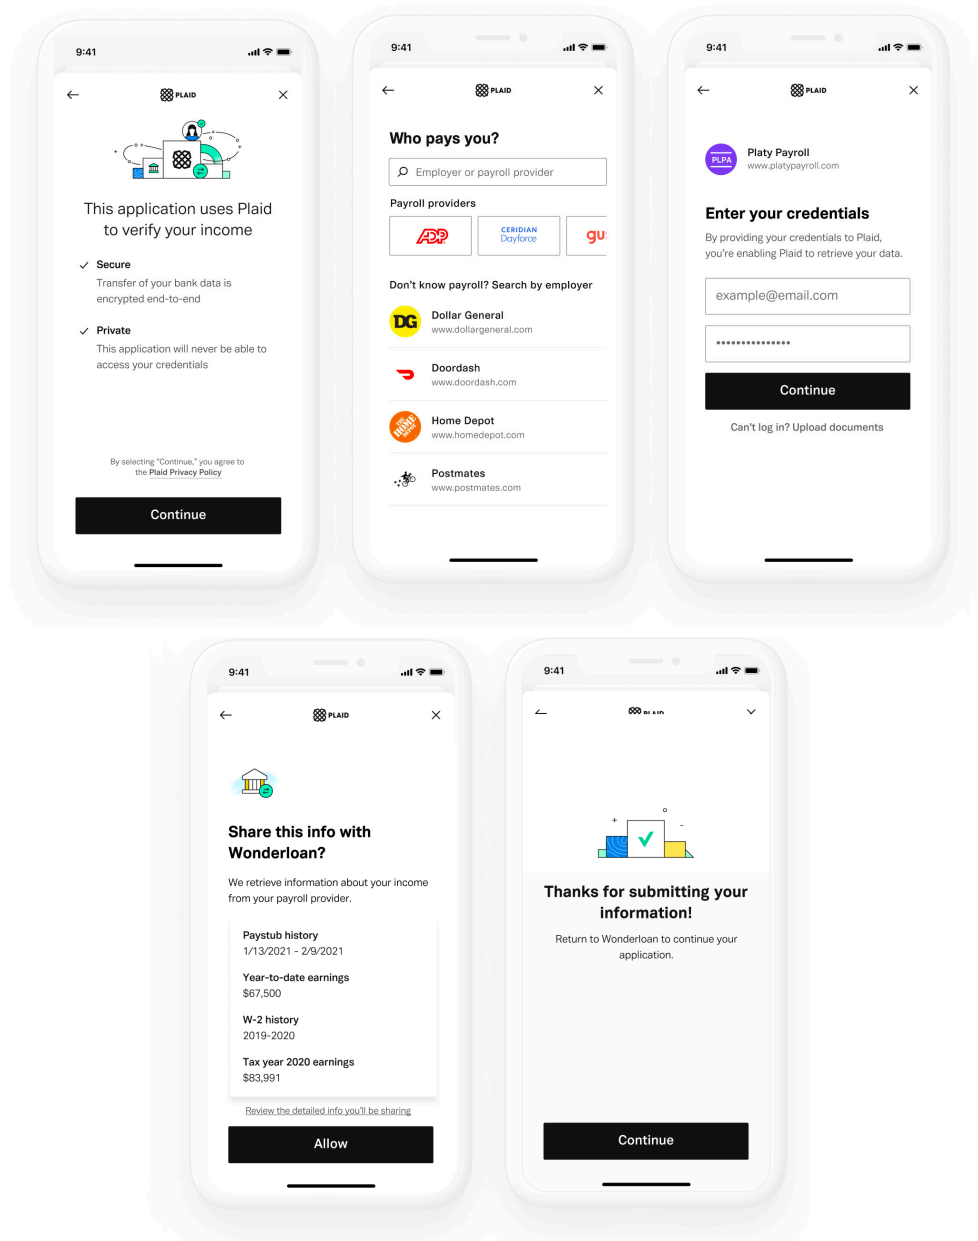 9:41
PLAID
This application uses Plaid
to verify your income
Secure
Transfer of your bank data is
encrypted end-to-end
Private
This application will never be able to
access your credentials
By selecting "Continue," you agree to
the Plaid Privacy Policy
Continue
9:41
PLAID
Who pays you?
Employer or payroll provider
Payroll providers
ADP
CERIDIAN
Dayforce
gu
Don't know payroll? Search by employer
DG
Dollar General
www.dollargeneral.com
Doordash
www.doordash.com
THE
HOME
DEPOT
Home Depot
www.homedepot.com
Postmates
www.postmates.com
9:41
PLAID
PLPA
Platy Payroll
www.platypayroll.com
Enter your credentials
By providing your credentials to Plaid,
you're enabling Plaid to retrieve your data.
example@email.com
Continue
Can't log in? Upload documents
9:41
PLAID
Share this info with
Wonderloan?
We retrieve information about your income
from your payroll provider.
Paystub history
1/13/2021 - 2/9/2021
Year-to-date earnings
$67,500
W-2 history
2019-2020
Tax year 2020 earnings
$83,991
Review the detailed info you'll be sharing
Allow
9:41
PLAID
Thanks for submitting your
information!
Return to Wonderloan to continue your
application.
Continue